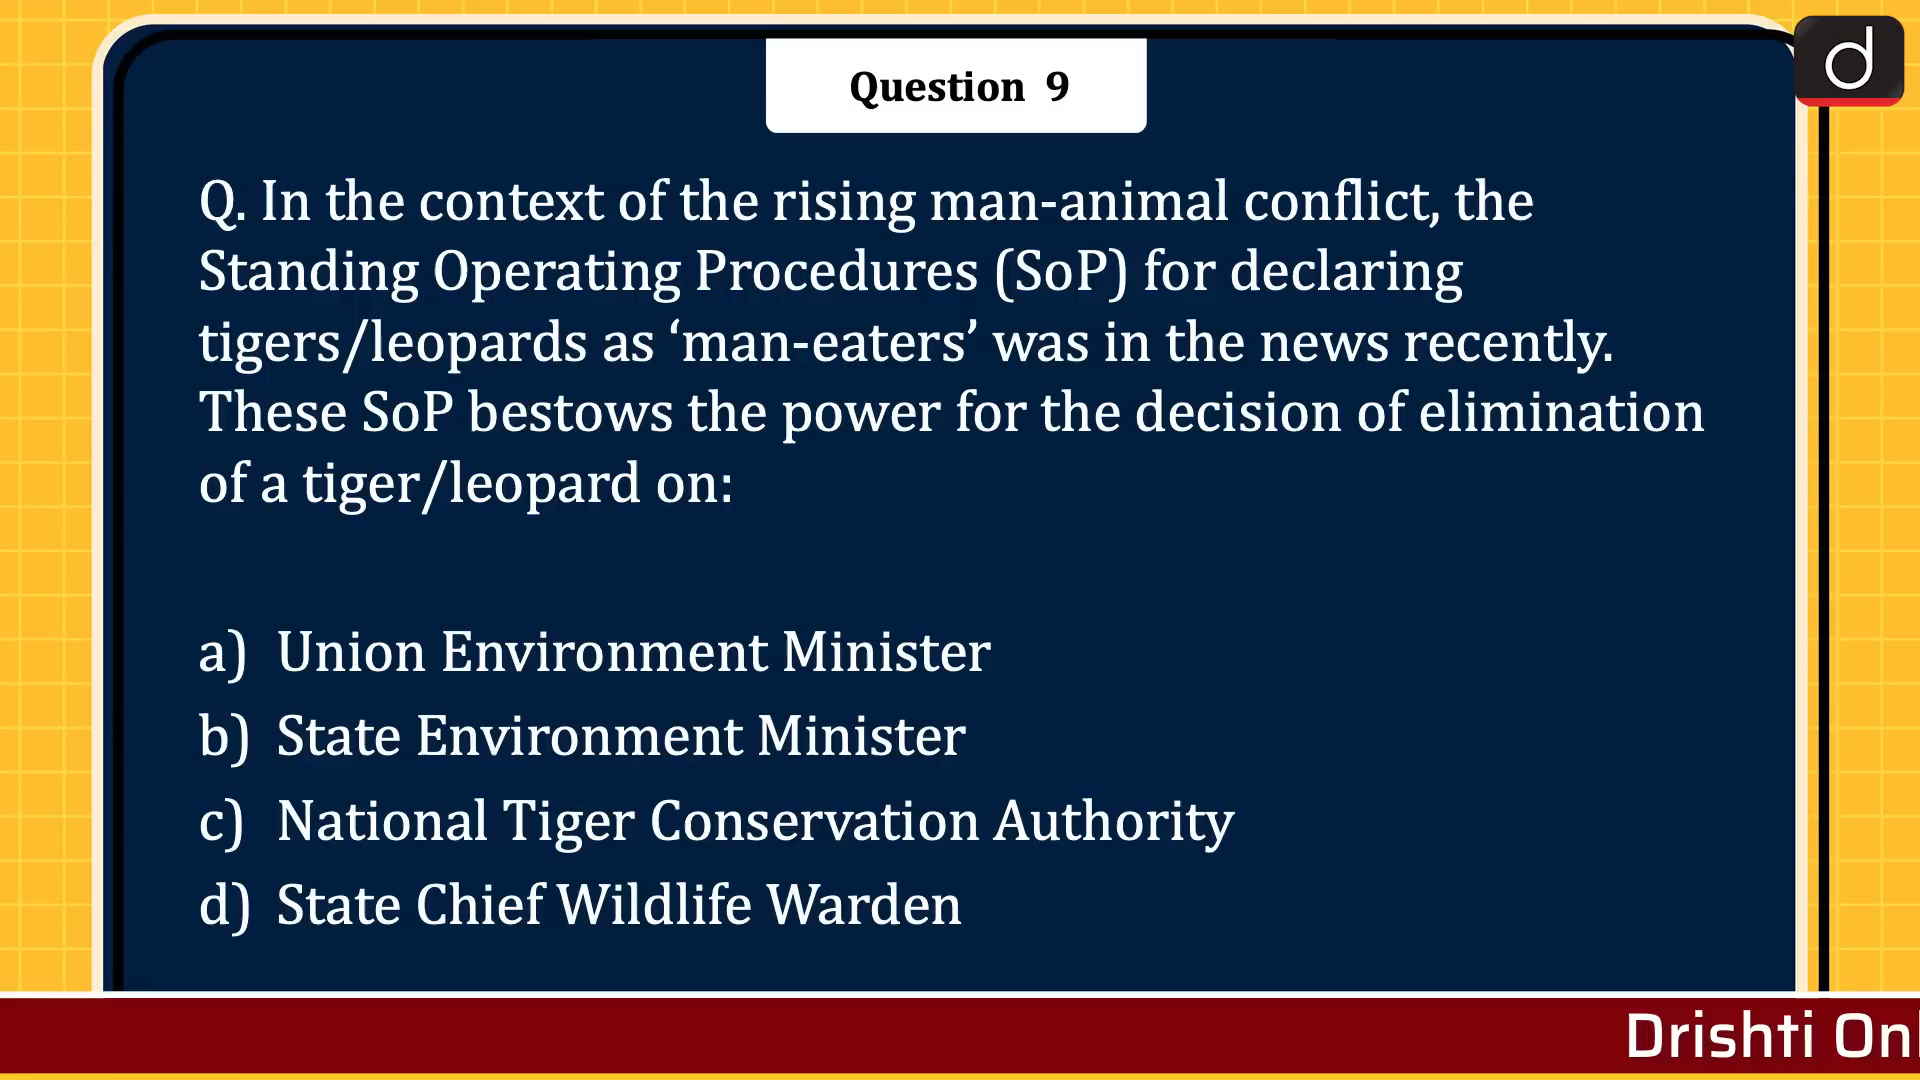 Question 9
Q. In the context of the rising man-animal conflict, the
Standing Operating Procedures (SoP) for declaring
tigers/leopards as ‘man-eaters’ was in the news recently.
These SoP bestows the power for the decision of elimination
of a tiger/leopard on:
a) Union Environment Minister
b) State Environment Minister
c) National Tiger Conservation Authority
d) State Chief Wildlife Warden
d
Drishti Onl